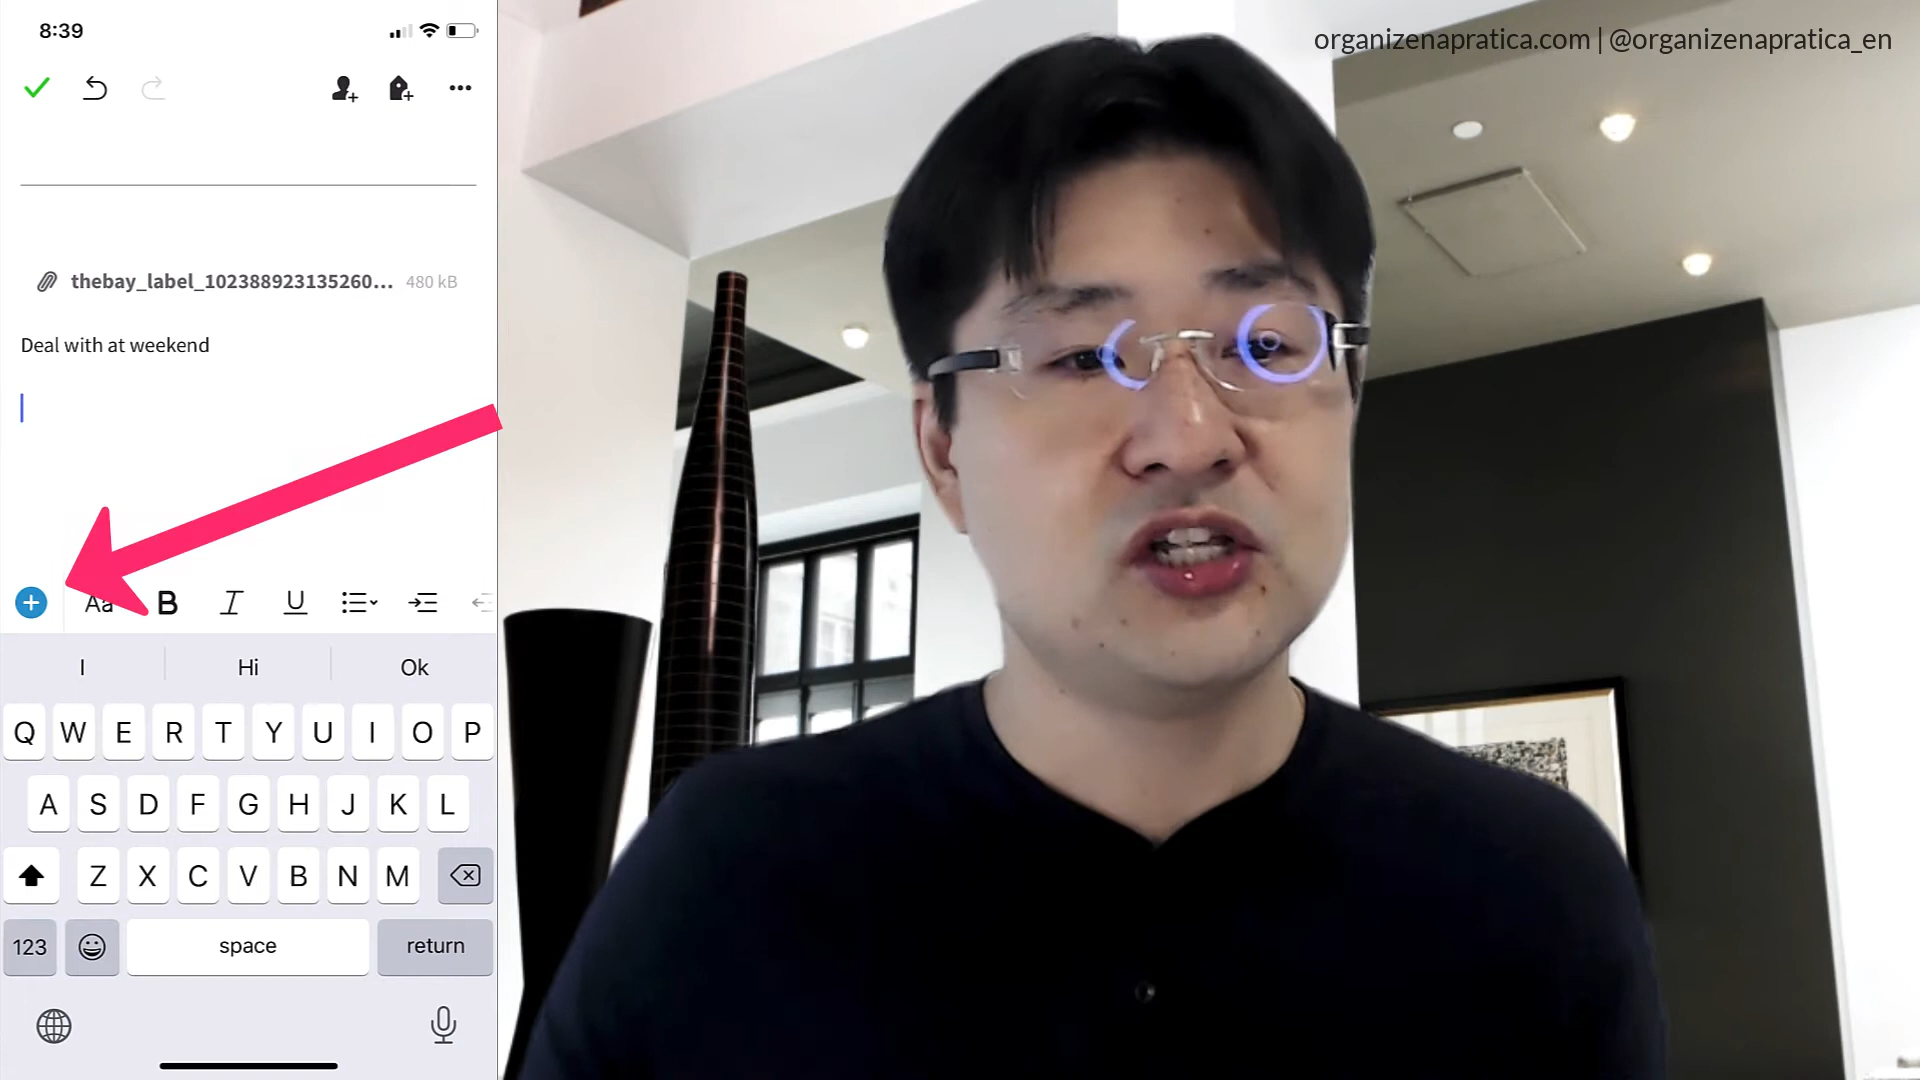 8:39
organizenapratica.com | @organizenapratica_en
thebay_label_102388923135260... 480 kB
Deal with at weekend
Aa B I U
I Hi Ok
Q W E R T Y U I O P
A S D F G H J K L
Z X C V B N M
123 space return